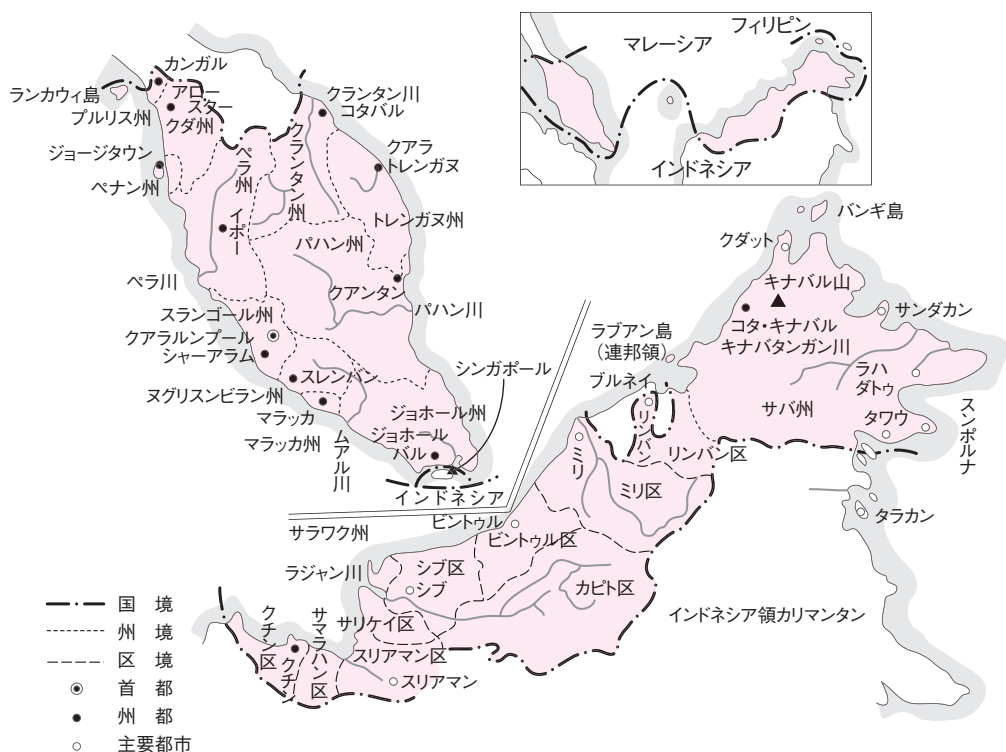 カンガル
ランカウィ島
アロー
スター
プルリス州
クダ州
ジョージタウン
ペナン州
ペラ州
クランタン州
クランタン川
コタバル
クアラ
トレンガヌ
イポー
トレンガヌ州
パハン州
ペラ川
クアンタン
パハン川
スランゴール州
クアラルンプール
シャーアラム
スレンバン
ヌグリスンビラン州
マラッカ
マラッカ州
ムアル川
ジョホール州
ジョホール
バル
シンガポール
インドネシア
フィリピン
マレーシア
インドネシア
バンギ島
クダット
キナバル山
サンダカン
コタ・キナバル
キナバタンガン川
ラブアン島
(連邦領)
ブルネイ
ラハ
ダトゥ
サバ州
タワウ
スンポルナ
リンバン
リンバン区
ミリ
ミリ区
タラカン
サラワク州
ビントゥル
ビントゥル区
ラジャン川
シブ区
シブ
カピト区
サリケイ区
インドネシア領カリマンタン
クチン区
クチン
サマラハン区
スリアマン区
スリアマン
国 境
州 境
区 境
首 都
州 都
主要都市